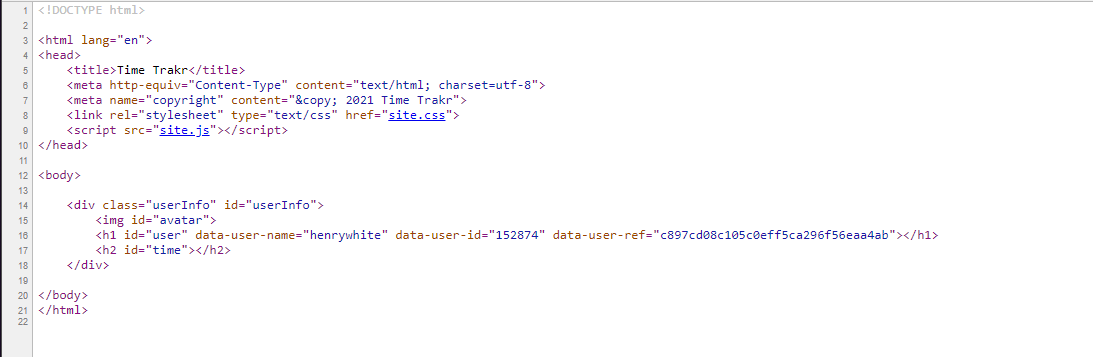 1 <!DOCTYPE html>
2
3 <html lang="en">
4 <head>
5 <title>Time Trakr</title>
6 <meta http-equiv="Content-Type" content="text/html; charset=utf-8">
7 <meta name="copyright" content="&copy; 2021 Time Trakr">
8 <link rel="stylesheet" type="text/css" href="site.css">
9 <script src="site.js"></script>
10 </head>
11
12 <body>
13
14 <div class="userInfo" id="userInfo">
15 <img id="avatar">
16 <h1 id="user" data-user-name="henrywhite" data-user-id="152874" data-user-ref="c897cd08c105c0eff5ca296f56eaa4ab"></h1>
17 <h2 id="time"></h2>
18 </div>
19
20 </body>
21 </html>
22